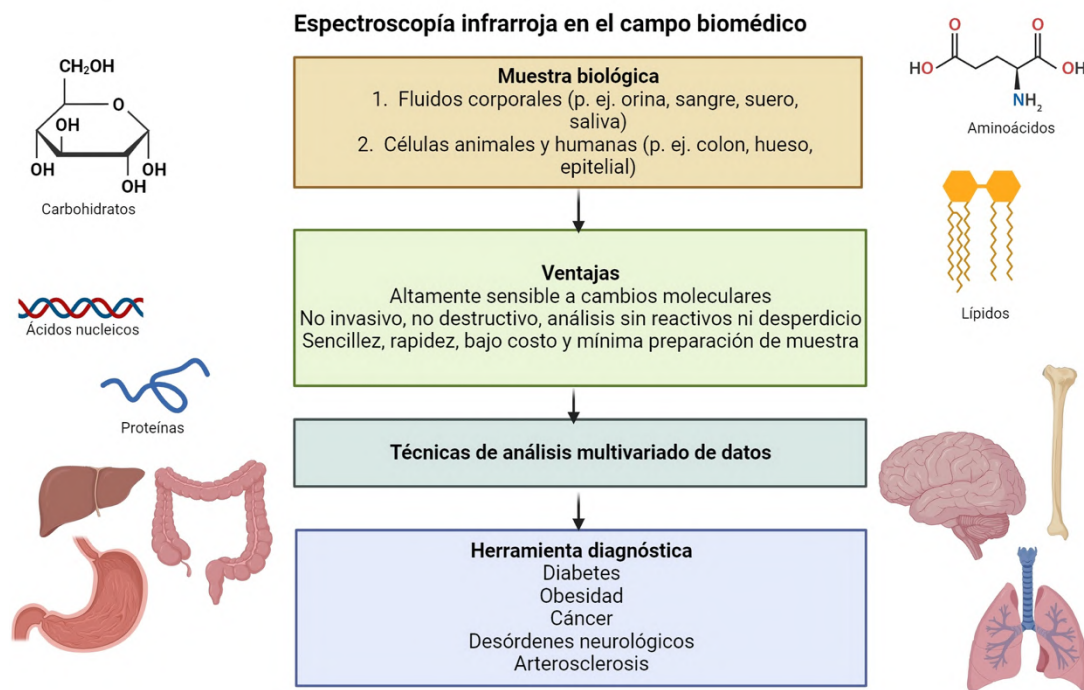 Espectroscopía infrarroja en el campo biomédico
Muestra biológica
1. Fluidos corporales (p. ej. orina, sangre, suero,
saliva)
2. Células animales y humanas (p. ej. colon, hueso,
epitelial)
Ventajas
Altamente sensible a cambios moleculares
No invasivo, no destructivo, análisis sin reactivos ni desperdicio
Sencillez, rapidez, bajo costo y mínima preparación de muestra
Técnicas de análisis multivariado de datos
Herramienta diagnóstica
Diabetes
Obesidad
Cáncer
Desórdenes neurológicos
Arterosclerosis
CH₂OH
O
OH
OH
OH
OH
Carbohidratos
Ácidos nucleicos
Proteínas
O
O
HO
OH
NH₂
Aminoácidos
Lípidos